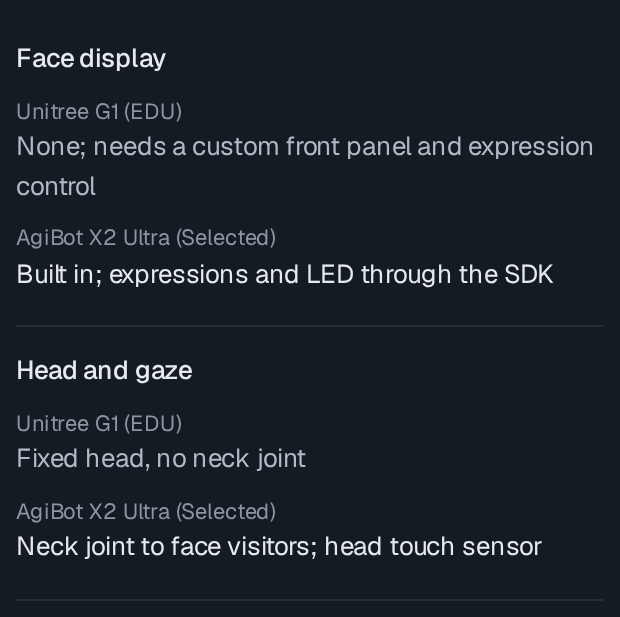 Face display
Unitree G1 (EDU)
None; needs a custom front panel and expression
control
AgiBot X2 Ultra (Selected)
Built in; expressions and LED through the SDK
Head and gaze
Unitree G1 (EDU)
Fixed head, no neck joint
AgiBot X2 Ultra (Selected)
Neck joint to face visitors; head touch sensor